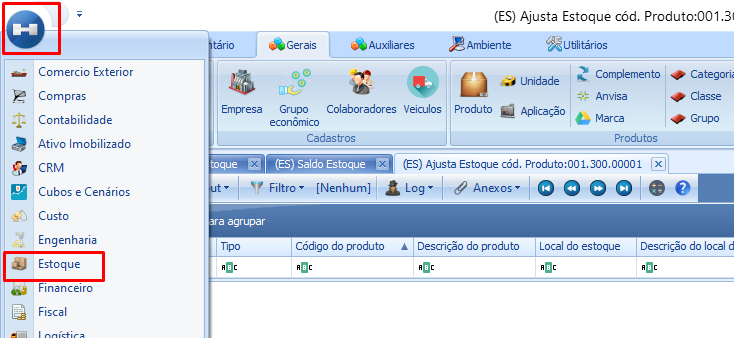 (ES) Ajusta Estoque cód. Produto:001.
Gerais
Auxiliares
Ambiente
Utilitários
Comercio Exterior
Compras
Contabilidade
Ativo Imobilizado
CRM
Cubos e Cenários
Custo
Engenharia
Estoque
Financeiro
Fiscal
Logística
Empresa
Grupo
econômico
Colaboradores
Veiculos
Cadastros
Produto
Unidade
Aplicação
Complemento
Anvisa
Marca
Categoria
Classe
Grupo
Produtos
toque
(ES) Saldo Estoque
(ES) Ajusta Estoque cód. Produto:001.300.00001
Filtro
[Nenhum]
Log
Anexos
ara agrupar
Tipo
Código do produto
Descrição do produto
Local do estoque
Descrição do local d
ABC
ABC
ABC
ABC
ABC